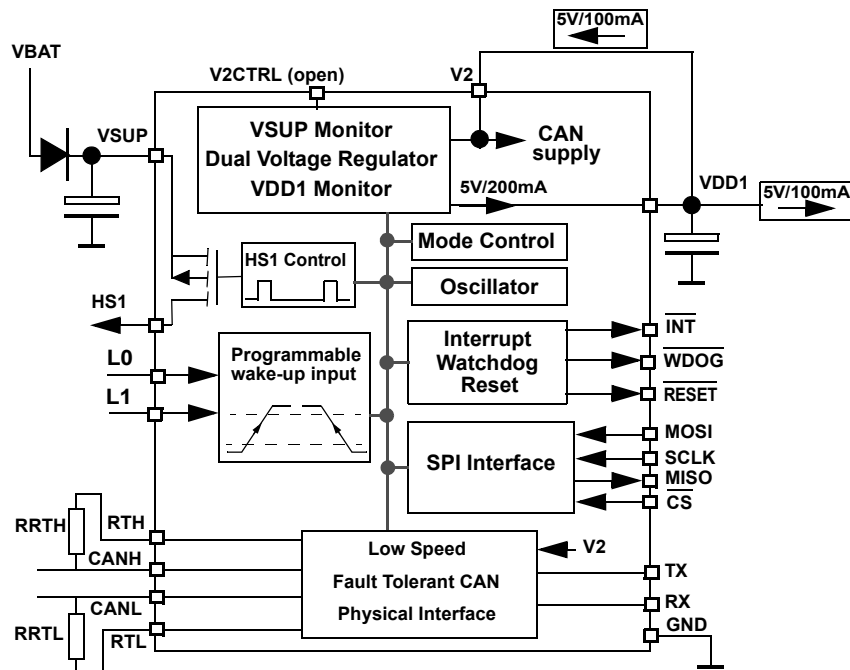 5V/100mA
VBAT
V2CTRL (open)
V2
VSUP
VSUP Monitor
Dual Voltage Regulator
VDD1 Monitor
CAN
supply
5V/200mA
VDD1
5V/100mA
Mode Control
HS1 Control
Oscillator
HS1
INT
Interrupt
Watchdog
Reset
WDOG
RESET
L0
L1
Programmable
wake-up input
SPI Interface
MOSI
SCLK
MISO
CS
RRTH
RTH
CANH
CANL
RRTL
RTL
Low Speed
Fault Tolerant CAN
Physical Interface
V2
TX
RX
GND